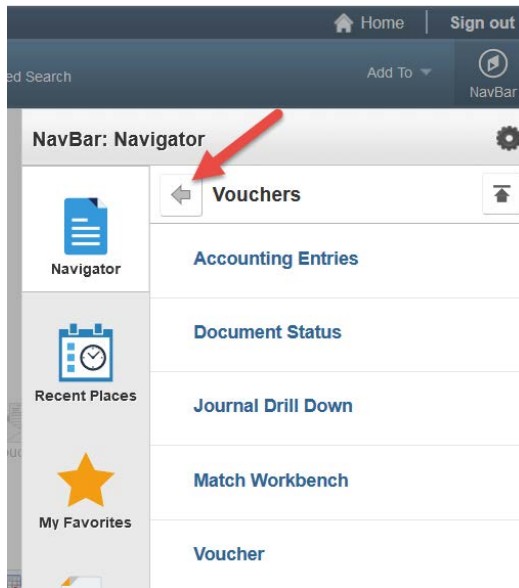 Home
Sign out
ed Search
Add To
NavBar
NavBar: Navigator
Vouchers
Navigator
Accounting Entries
Document Status
Recent Places
Journal Drill Down
Match Workbench
My Favorites
Voucher